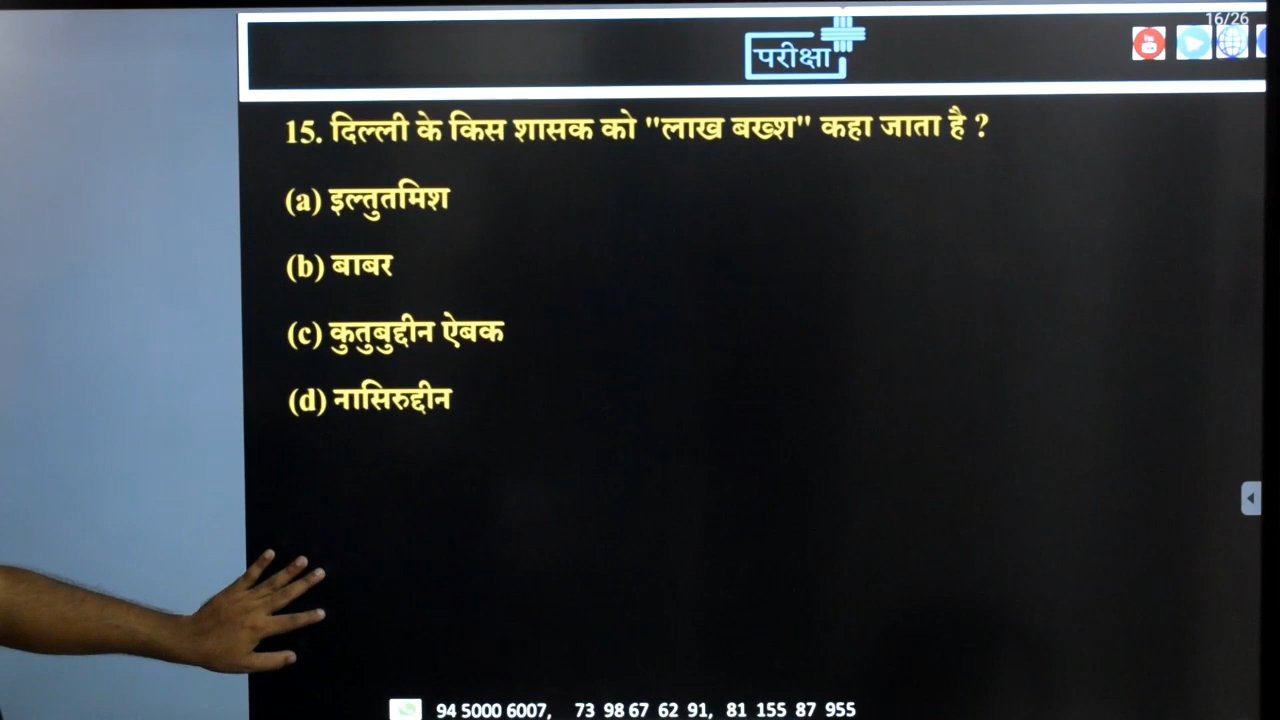 16/26
परीक्षा
15. दिल्ली के किस शासक को "लाख बख्श" कहा जाता है ?
(a) इल्तुतमिश
(b) बाबर
(c) कुतुबुद्दीन ऐबक
(d) नासिरुद्दीन
94 5000 6007, 73 98 67 62 91, 81 155 87 955